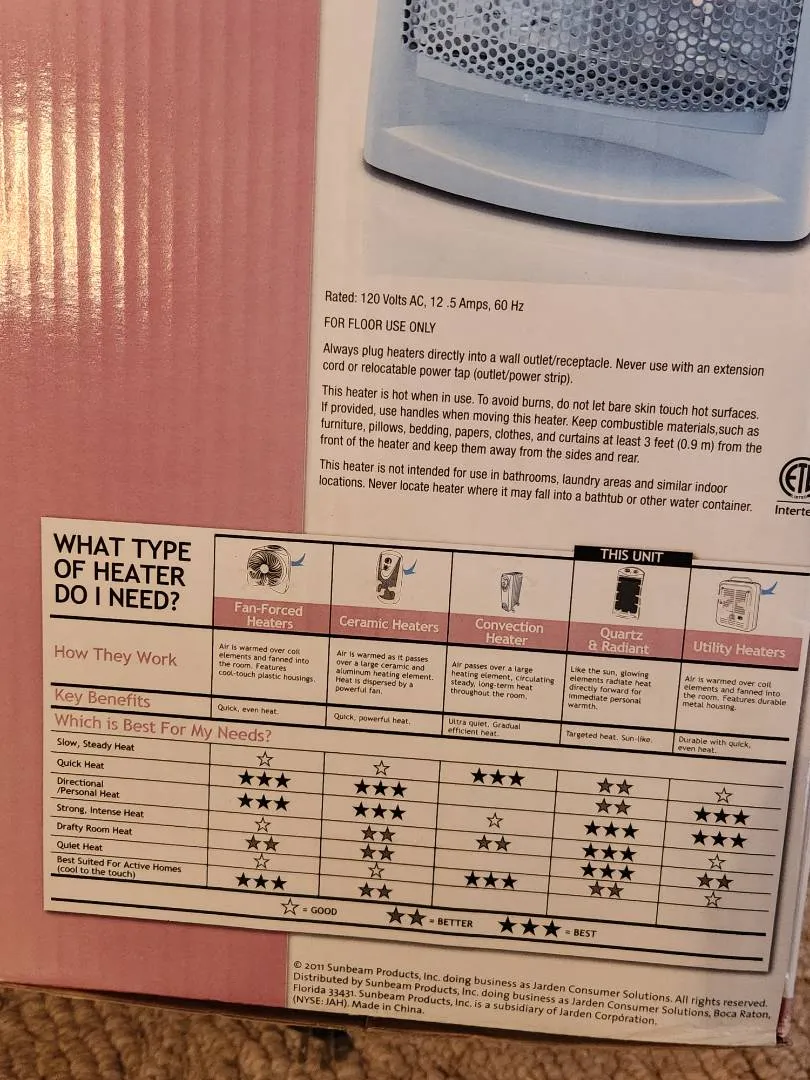 Rated: 120 Volts AC, 12 .5 Amps, 60 Hz
FOR FLOOR USE ONLY
Always plug heaters directly into a wall outlet/receptacle. Never use with an extension
cord or relocatable power tap (outlet/power strip).
This heater is hot when in use. To avoid burns, do not let bare skin touch hot surfaces.
If provided, use handles when moving this heater. Keep combustible materials,such as
furniture, pillows, bedding, papers, clothes, and curtains at least 3 feet (0.9 m) from the
front of the heater and keep them away from the sides and rear.
This heater is not intended for use in bathrooms, laundry areas and similar indoor
locations. Never locate heater where it may fall into a bathtub or other water container.
WHAT TYPE
OF HEATER
DO I NEED?
THIS UNIT
Fan-Forced
Heaters
Ceramic Heaters
Convection
Heater
Quartz
& Radiant
Utility Heaters
How They Work
Air is warmed over coil
elements and fanned into
the room. Features
cool-touch plastic housings.
Air is warmed as it passes
over a large ceramic and
aluminum heating element.
Heat is dispersed by a
powerful fan.
Air passes over a large
heating element, circulating
steady, long-term heat
throughout the room.
Like the sun, glowing
elements radiate heat
directly forward for
immediate personal
warmth.
Air is warmed over coil
elements and fanned into
the room. Features durable
metal housing.
Key Benefits
Quick, even heat.
Quick, powerful heat.
Ultra quiet. Gradual
efficient heat.
Targeted heat. Sun-like.
Durable with quick,
even heat.
Which is Best For My Needs?
Slow, Steady Heat
Quick Heat
Directional
/Personal Heat
Strong, Intense Heat
Drafty Room Heat
Quiet Heat
Best Suited For Active Homes
(cool to the touch)
☆ = GOOD ★★ = BETTER ★★★ = BEST
© 2011 Sunbeam Products, Inc. doing business as Jarden Consumer Solutions. All rights reserved.
Distributed by Sunbeam Products, Inc. doing business as Jarden Consumer Solutions, Boca Raton,
Florida 33431. Sunbeam Products, Inc. is a subsidiary of Jarden Corporation.
(NYSE: JAH). Made in China.